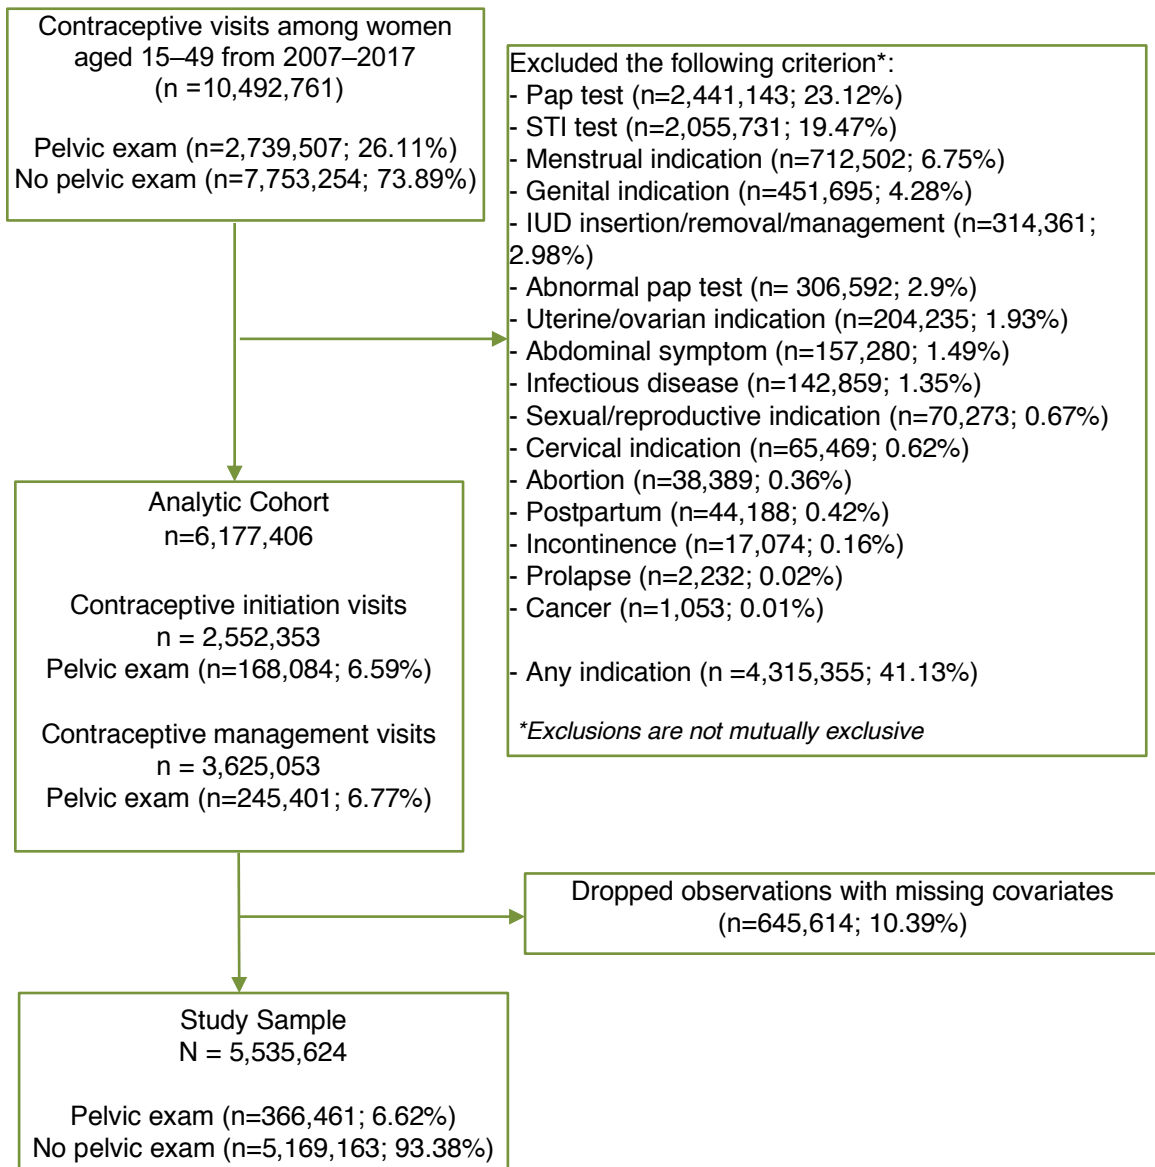 Contraceptive visits among women
aged 15–49 from 2007–2017
(n =10,492,761)
Pelvic exam (n=2,739,507; 26.11%)
No pelvic exam (n=7,753,254; 73.89%)
Excluded the following criterion*:
- Pap test (n=2,441,143; 23.12%)
- STI test (n=2,055,731; 19.47%)
- Menstrual indication (n=712,502; 6.75%)
- Genital indication (n=451,695; 4.28%)
- IUD insertion/removal/management (n=314,361;
2.98%)
- Abnormal pap test (n= 306,592; 2.9%)
- Uterine/ovarian indication (n=204,235; 1.93%)
- Abdominal symptom (n=157,280; 1.49%)
- Infectious disease (n=142,859; 1.35%)
- Sexual/reproductive indication (n=70,273; 0.67%)
- Cervical indication (n=65,469; 0.62%)
- Abortion (n=38,389; 0.36%)
- Postpartum (n=44,188; 0.42%)
- Incontinence (n=17,074; 0.16%)
- Prolapse (n=2,232; 0.02%)
- Cancer (n=1,053; 0.01%)
- Any indication (n =4,315,355; 41.13%)
*Exclusions are not mutually exclusive
Analytic Cohort
n=6,177,406
Contraceptive initiation visits
n = 2,552,353
Pelvic exam (n=168,084; 6.59%)
Contraceptive management visits
n = 3,625,053
Pelvic exam (n=245,401; 6.77%)
Dropped observations with missing covariates
(n=645,614; 10.39%)
Study Sample
N = 5,535,624
Pelvic exam (n=366,461; 6.62%)
No pelvic exam (n=5,169,163; 93.38%)